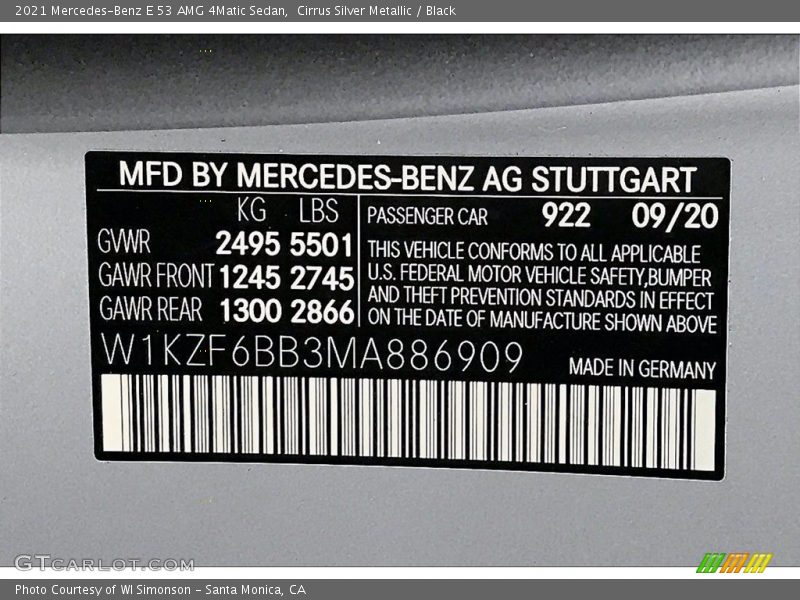 2021 Mercedes-Benz E 53 AMG 4Matic Sedan, Cirrus Silver Metallic / Black
MFD BY MERCEDES-BENZ AG STUTTGART
KG LBS
GVWR 2495 5501
GAWR FRONT 1245 2745
GAWR REAR 1300 2866
PASSENGER CAR 922 09/20
THIS VEHICLE CONFORMS TO ALL APPLICABLE
U.S. FEDERAL MOTOR VEHICLE SAFETY,BUMPER
AND THEFT PREVENTION STANDARDS IN EFFECT
ON THE DATE OF MANUFACTURE SHOWN ABOVE
W1KZF6BB3MA886909
MADE IN GERMANY
GTCARLOT.COM
Photo Courtesy of WI Simonson - Santa Monica, CA